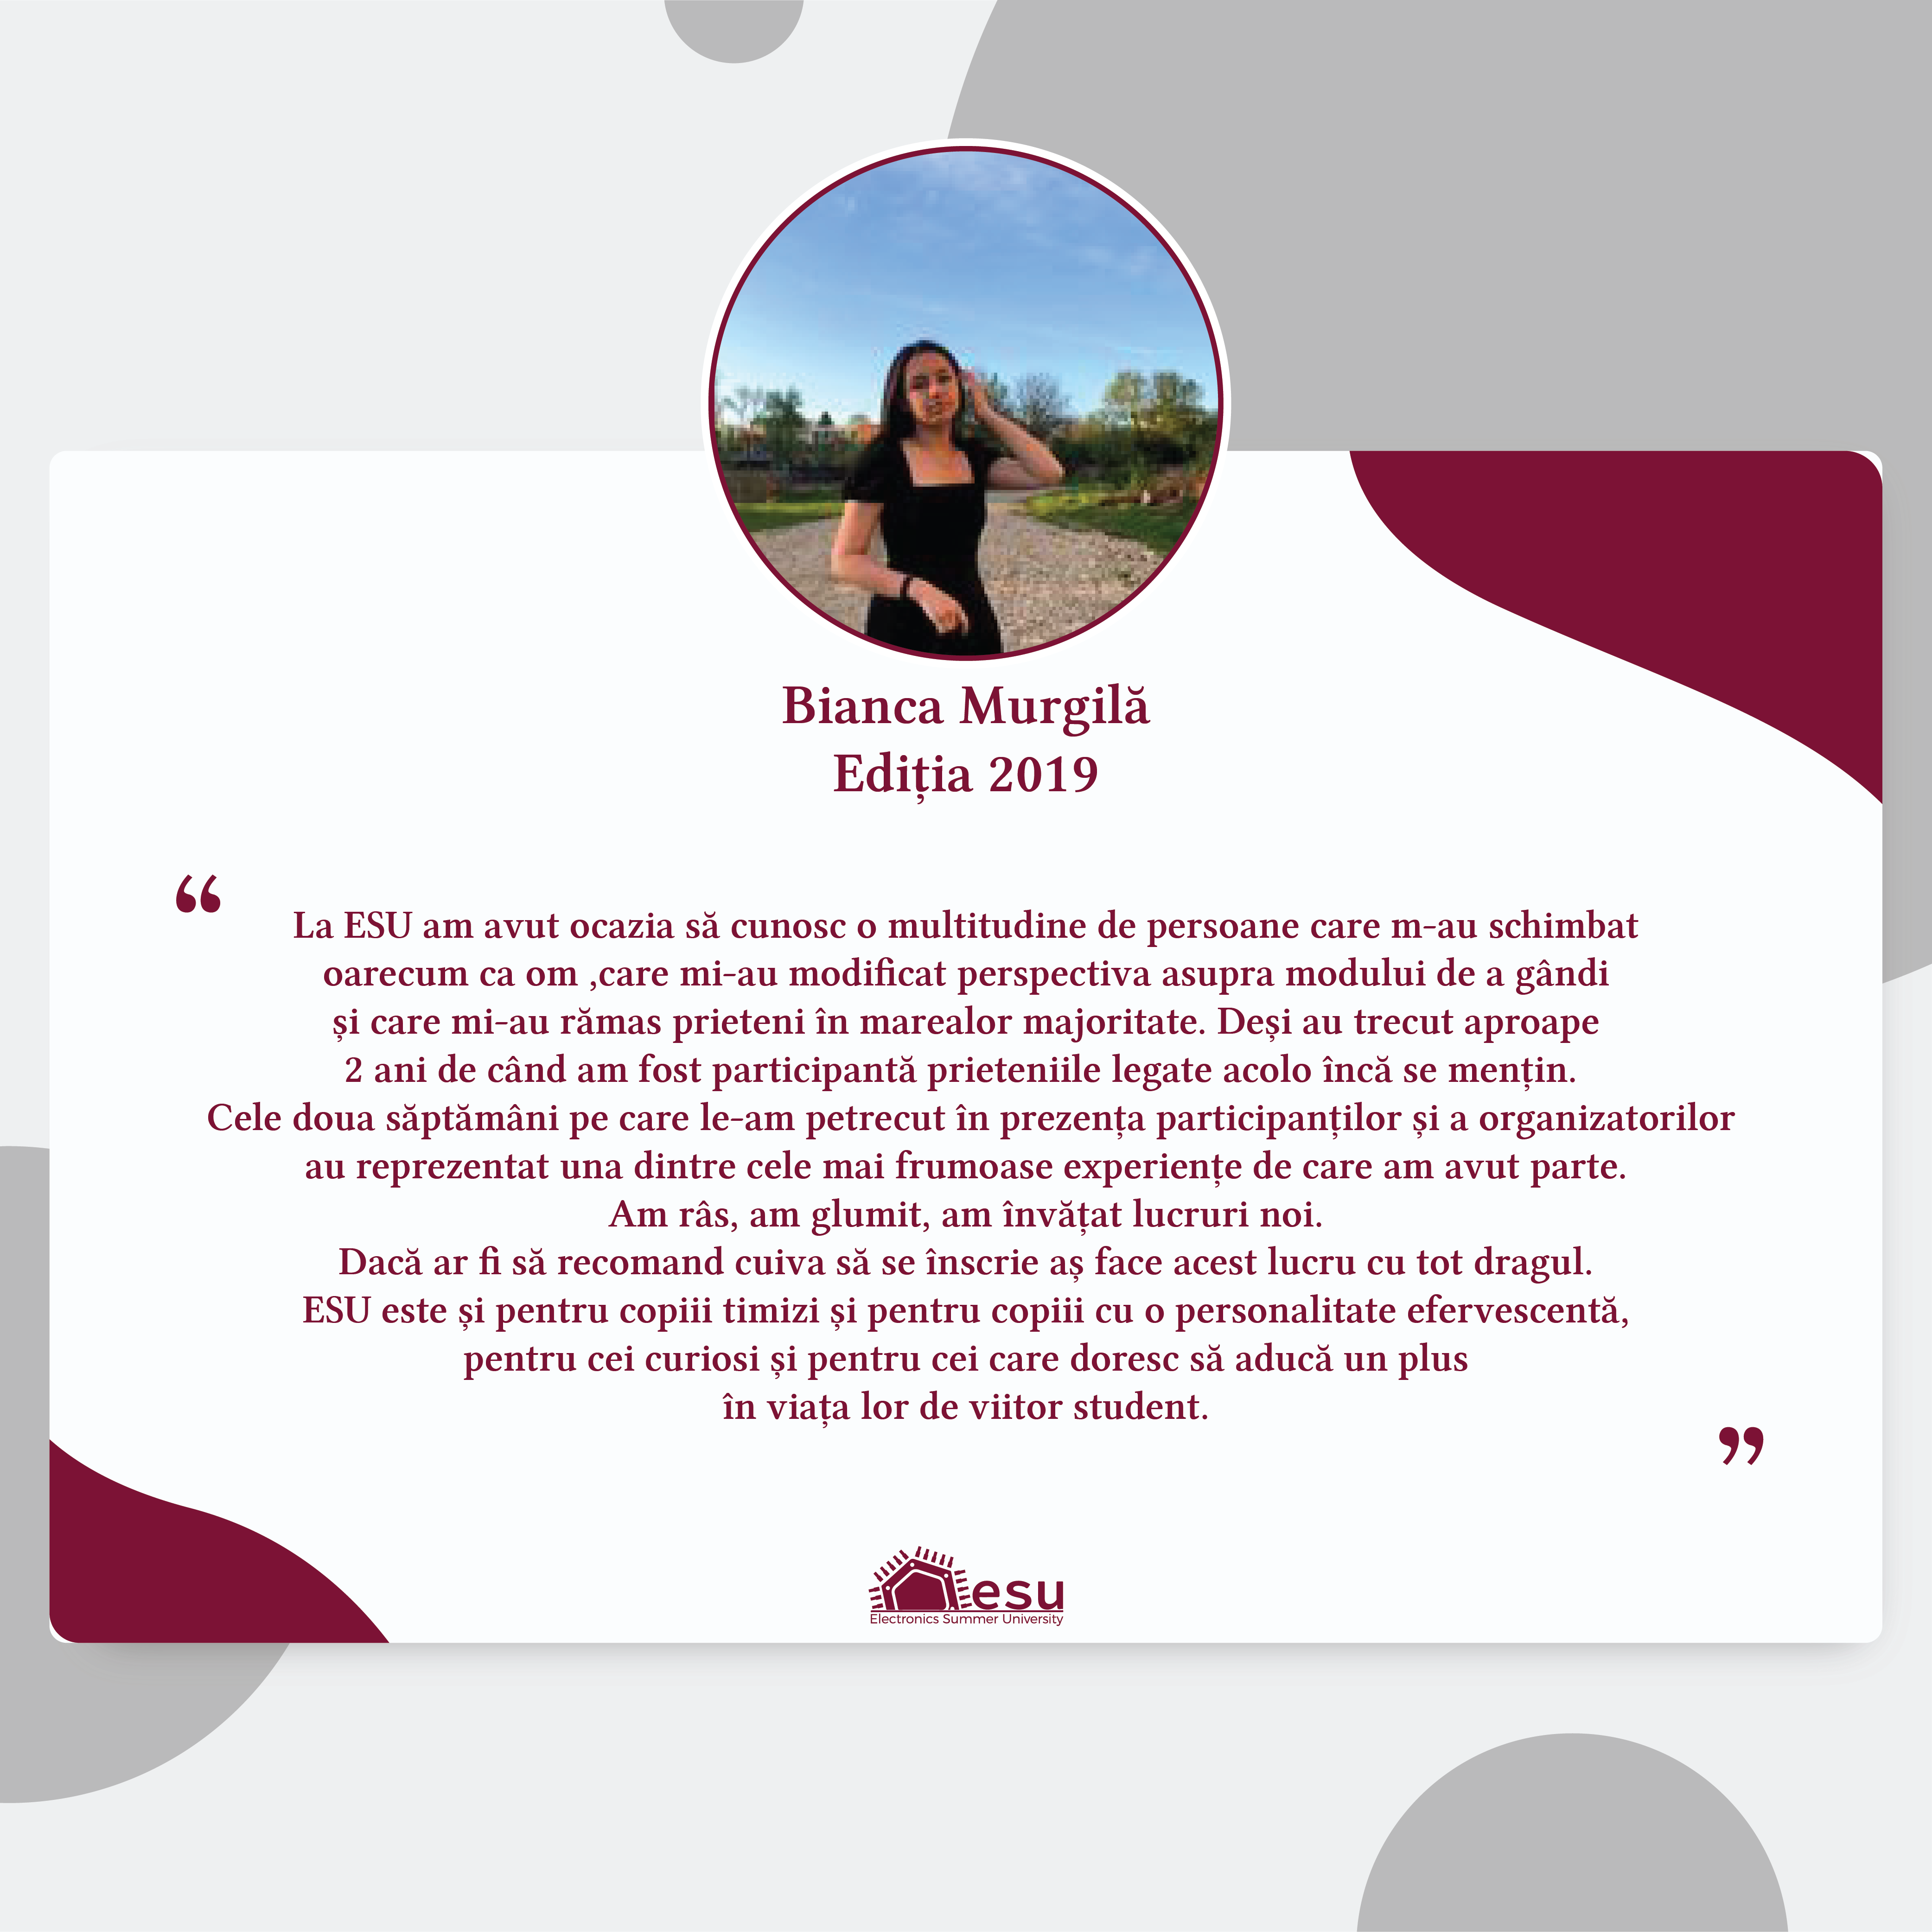 Bianca Murgilă
Ediția 2019
“
La ESU am avut ocazia să cunosc o multitudine de persoane care m-au schimbat
oarecum ca om ,care mi-au modificat perspectiva asupra modului de a gândi
și care mi-au rămas prieteni în marealor majoritate. Deși au trecut aproape
2 ani de când am fost participantă prieteniile legate acolo încă se mențin.
Cele doua săptămâni pe care le-am petrecut în prezența participanților și a organizatorilor
au reprezentat una dintre cele mai frumoase experiențe de care am avut parte.
Am râs, am glumit, am învățat lucruri noi.
Dacă ar fi să recomand cuiva să se înscrie aș face acest lucru cu tot dragul.
ESU este și pentru copiii timizi și pentru copiii cu o personalitate efervescentă,
pentru cei curiosi și pentru cei care doresc să aducă un plus
în viața lor de viitor student.
”
esu
Electronics Summer University